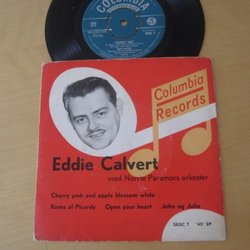 COLUMBIA
Columbia
Records
Eddie Calvert
med Norrie Paramors orkester
Cherry pink and apple blossom white
Roses of Picardy Open your heart John og Julie
SEGC 7 "45" EP